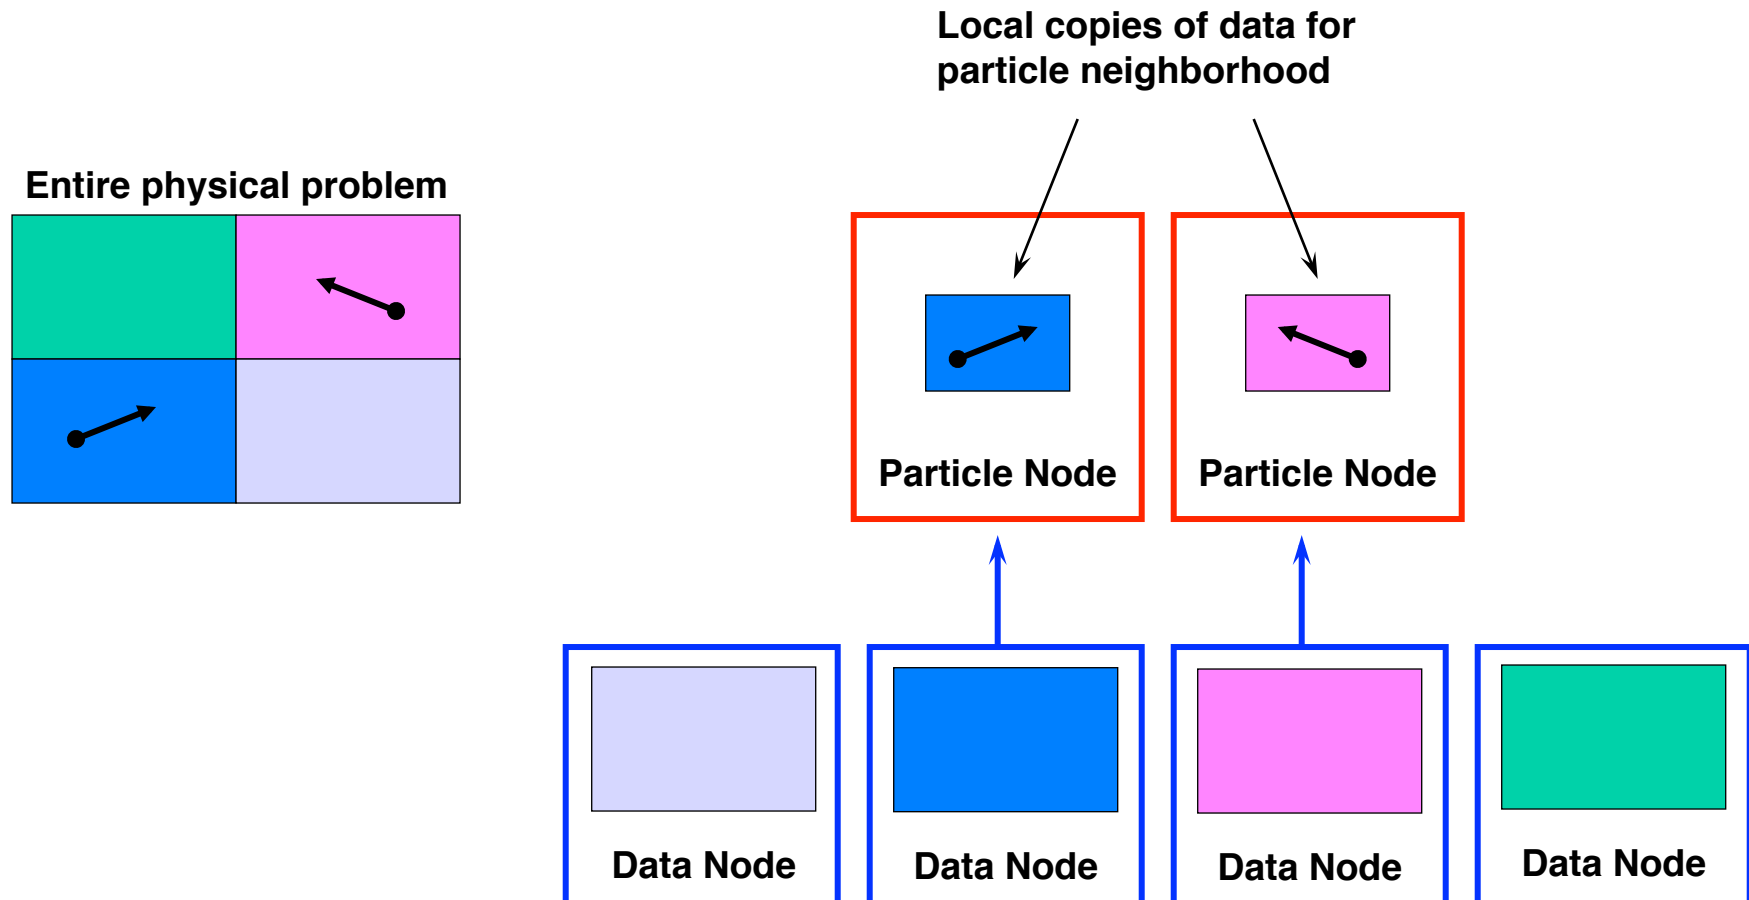 Local copies of data for
particle neighborhood
Entire physical problem
Particle Node
Particle Node
Data Node
Data Node
Data Node
Data Node